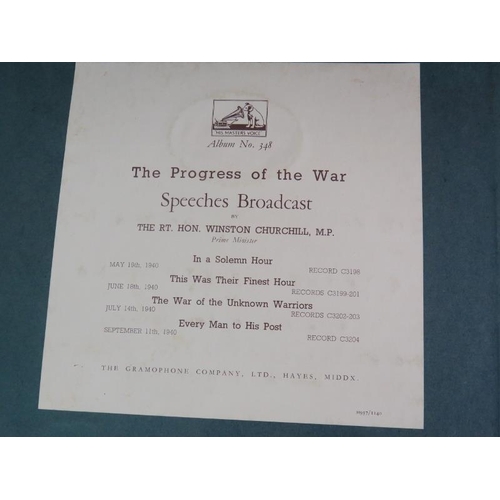 "HIS MASTER'S VOICE"
Album No. 348
The Progress of the War
Speeches Broadcast
BY
THE RT. HON. WINSTON CHURCHILL, M.P.
Prime Minister
In a Solemn Hour
MAY 19th, 1940 RECORD C3198
This Was Their Finest Hour
JUNE 18th, 1940 RECORDS C3199-201
The War of the Unknown Warriors
JULY 14th, 1940 RECORDS C3202-203
Every Man to His Post
SEPTEMBER 11th, 1940 RECORD C3204
THE GRAMOPHONE COMPANY, LTD., HAYES, MIDDX.